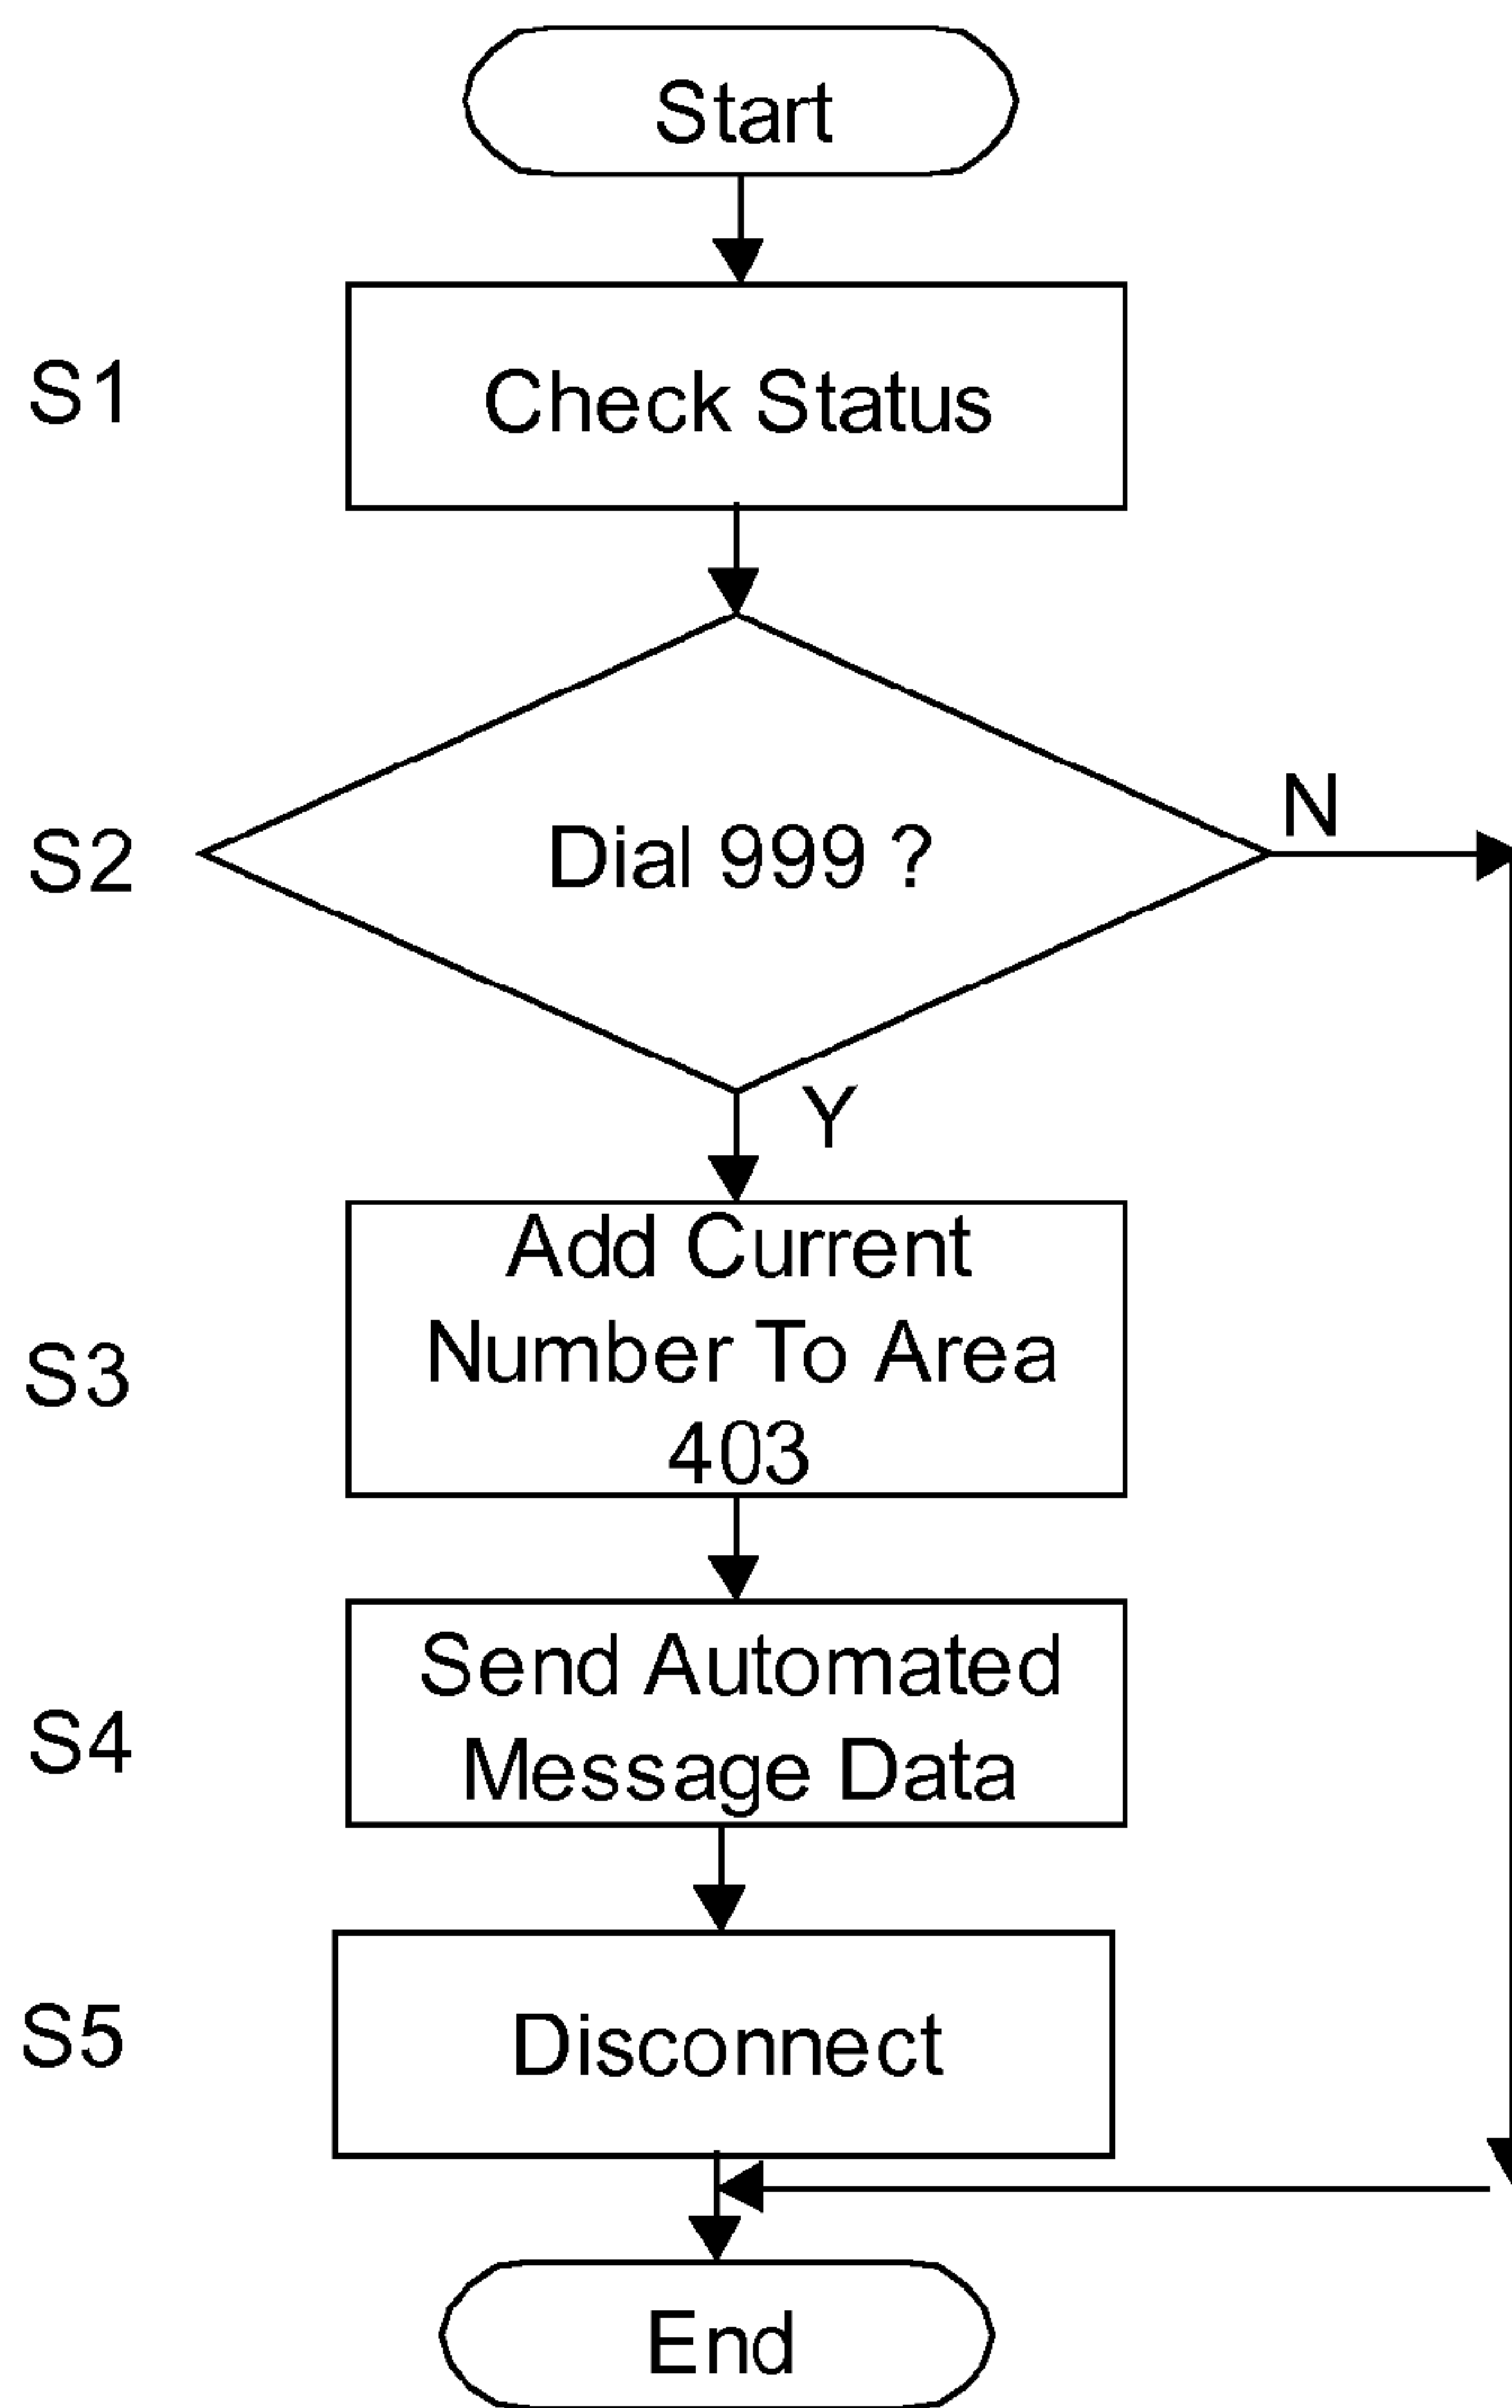 Start
S1
Check Status
S2
Dial 999 ?
N
Y
S3
Add Current
Number To Area
403
S4
Send Automated
Message Data
S5
Disconnect
End